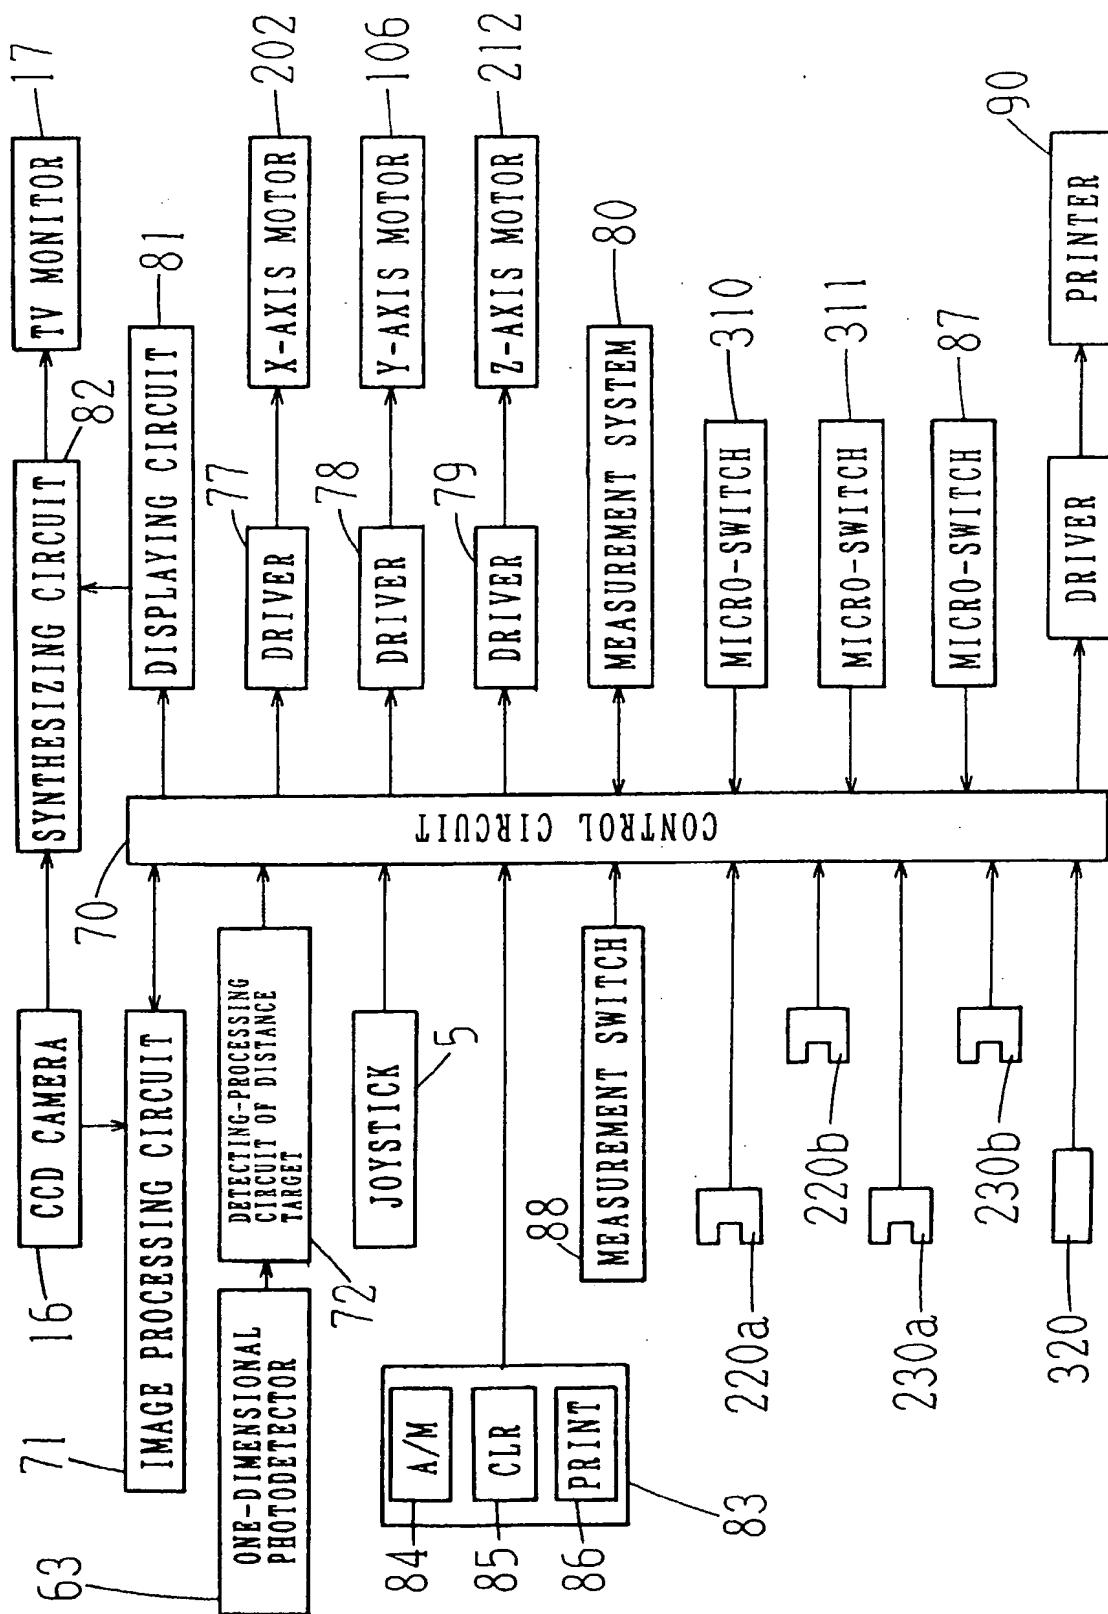 16
CCD CAMERA
SYNTHESIZING CIRCUIT
82
TV MONITOR
17
71
IMAGE PROCESSING CIRCUIT
70
DISPLAYING CIRCUIT
81
63
ONE-DIMENSIONAL
PHOTODETECTOR
72
DETECTING-PROCESSING
CIRCUIT OF DISTANCE
TARGET
CONTROL CIRCUIT
DRIVER
77
X-AXIS MOTOR
202
JOYSTICK
5
DRIVER
78
Y-AXIS MOTOR
106
84
A/M
85
CLR
86
PRINT
83
DRIVER
79
Z-AXIS MOTOR
212
88
MEASUREMENT SWITCH
MEASUREMENT SYSTEM
80
220a
MICRO-SWITCH
310
220b
MICRO-SWITCH
311
230a
MICRO-SWITCH
87
230b
320
DRIVER
PRINTER
90